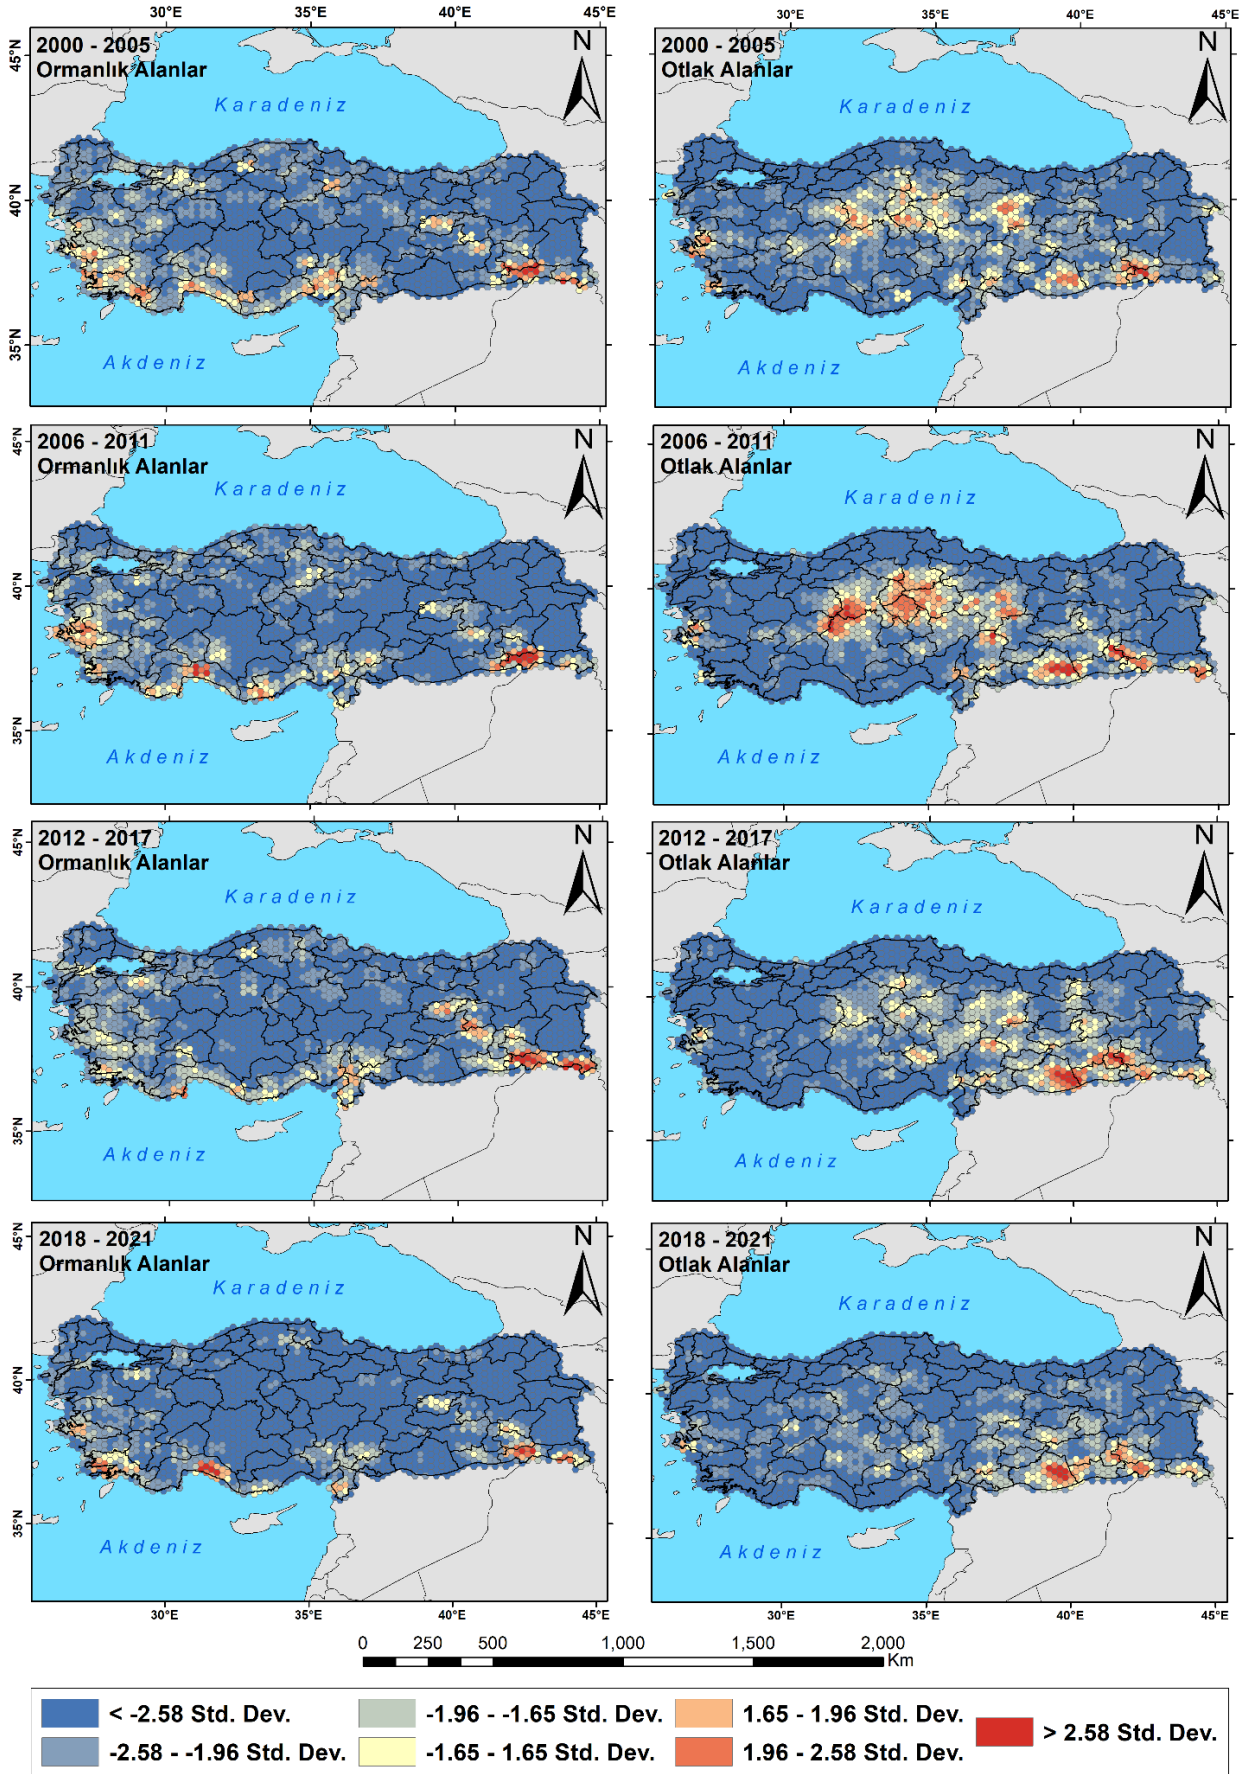 30°E 35°E 40°E 45°E 30°E 35°E 40°E 45°E
45°N
40°N
35°N
2000 - 2005
Ormanlık Alanlar
N
Karadeniz
Akdeniz
2000 - 2005
Otlak Alanlar
N
Karadeniz
Akdeniz
45°N
40°N
35°N
2006 - 2011
Ormanlık Alanlar
N
Karadeniz
Akdeniz
2006 - 2011
Otlak Alanlar
N
Karadeniz
Akdeniz
45°N
40°N
35°N
2012 - 2017
Ormanlık Alanlar
N
Karadeniz
Akdeniz
2012 - 2017
Otlak Alanlar
N
Karadeniz
Akdeniz
45°N
40°N
35°N
2018 - 2021
Ormanlık Alanlar
N
Karadeniz
Akdeniz
2018 - 2021
Otlak Alanlar
N
Karadeniz
Akdeniz
30°E 35°E 40°E 45°E 30°E 35°E 40°E 45°E
0 250 500 1,000 1,500 2,000
Km
< -2.58 Std. Dev.
-2.58 - -1.96 Std. Dev.
-1.96 - -1.65 Std. Dev.
-1.65 - 1.65 Std. Dev.
1.65 - 1.96 Std. Dev.
1.96 - 2.58 Std. Dev.
> 2.58 Std. Dev.